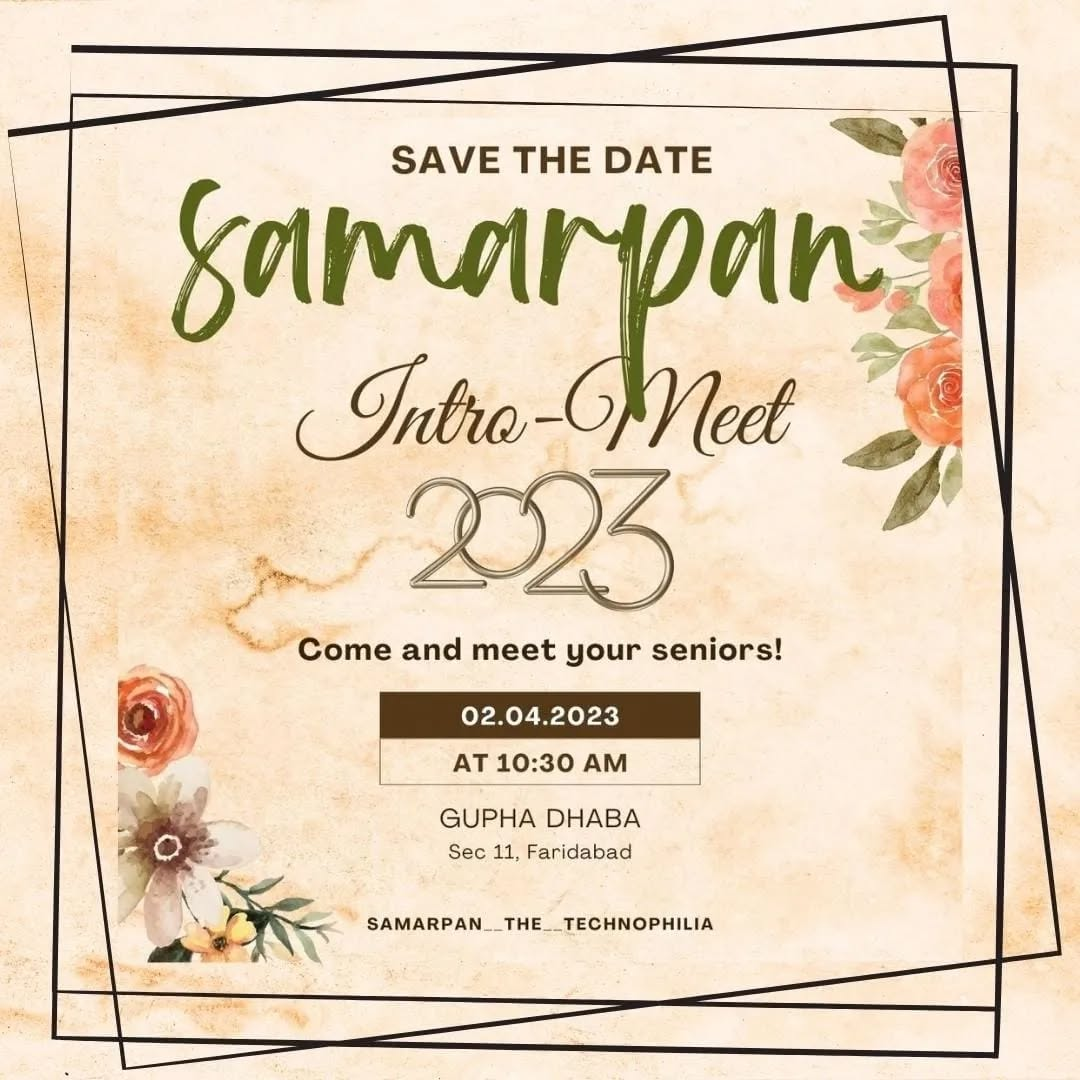 SAVE THE DATE
samarpan
Intro-Meet
2023
Come and meet your seniors!
02.04.2023
AT 10:30 AM
GUPHA DHABA
Sec 11, Faridabad
SAMARPAN__THE__TECHNOPHILIA